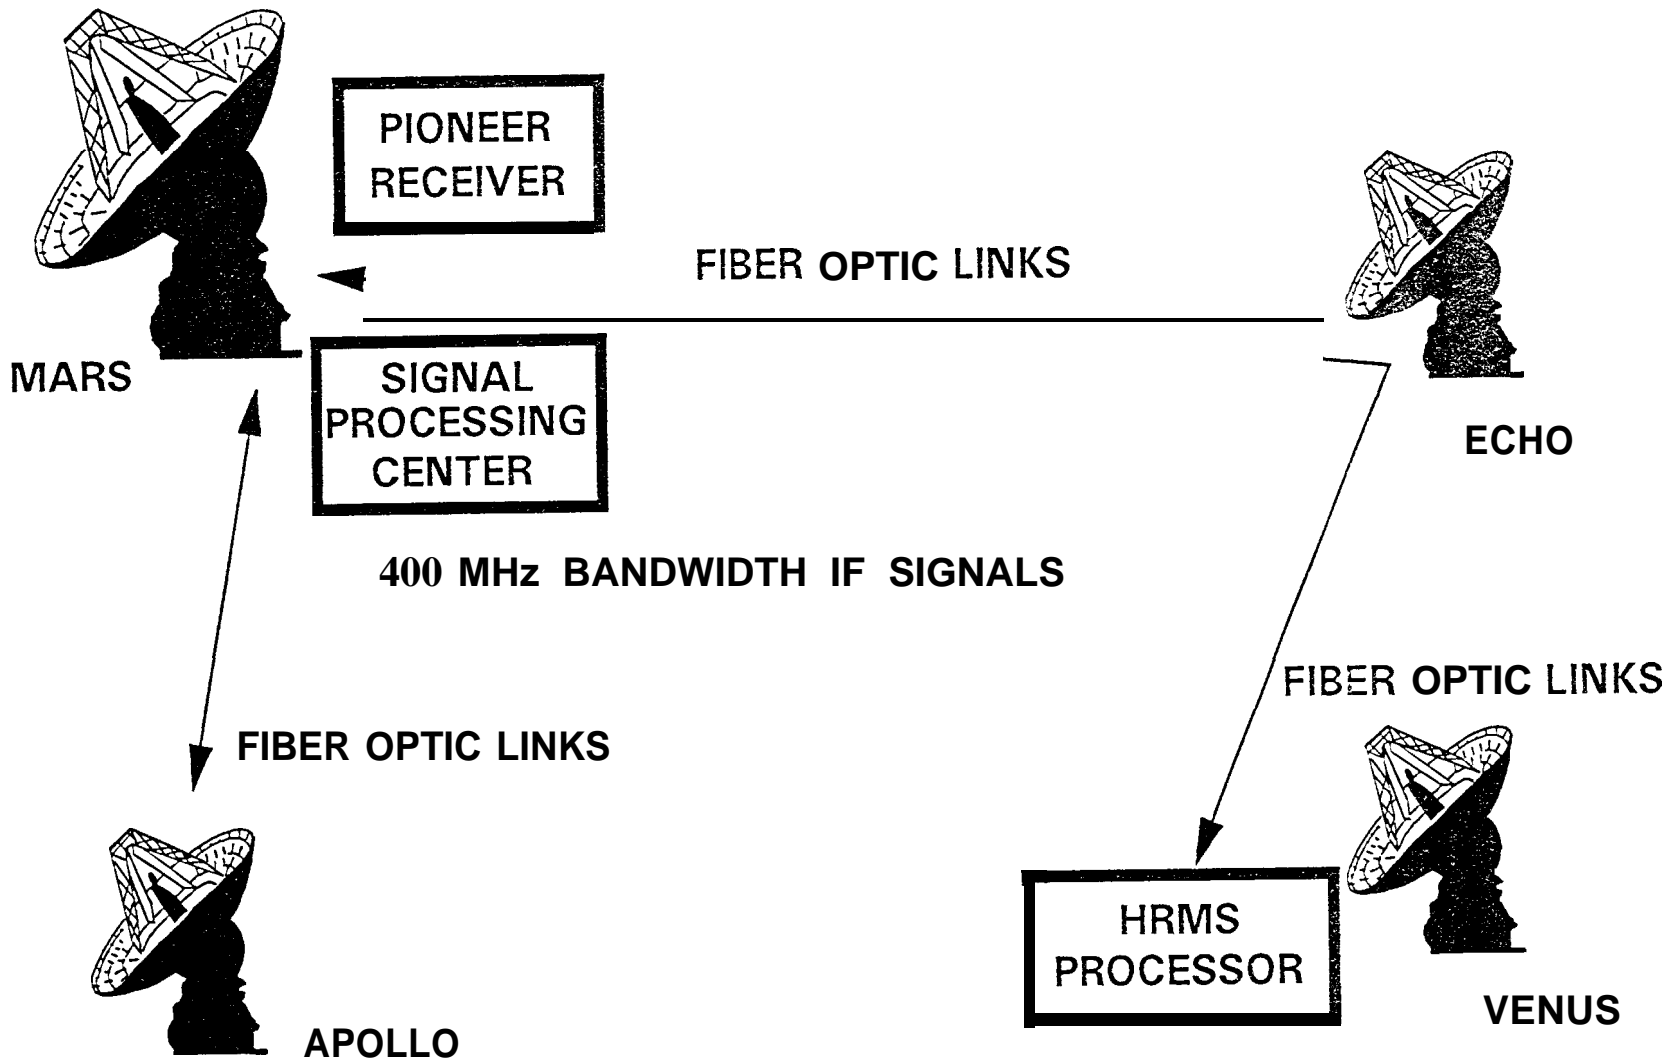 PIONEER
RECEIVER
FIBER OPTIC LINKS
MARS
SIGNAL
PROCESSING
CENTER
ECHO
400 MHz BANDWIDTH IF SIGNALS
FIBER OPTIC LINKS
FIBER OPTIC LINKS
HRMS
PROCESSOR
VENUS
APOLLO